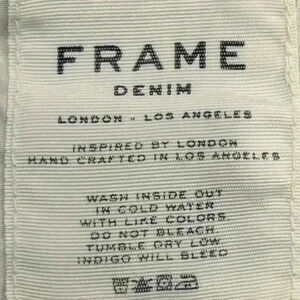 FRAME
DENIM
LONDON - LOS ANGELES
INSPIRED BY LONDON
HAND CRAFTED IN LOS ANGELES
WASH INSIDE OUT
IN COLD WATER
WITH LIKE COLORS.
DO NOT BLEACH.
TUMBLE DRY LOW.
INDIGO WILL BLEED